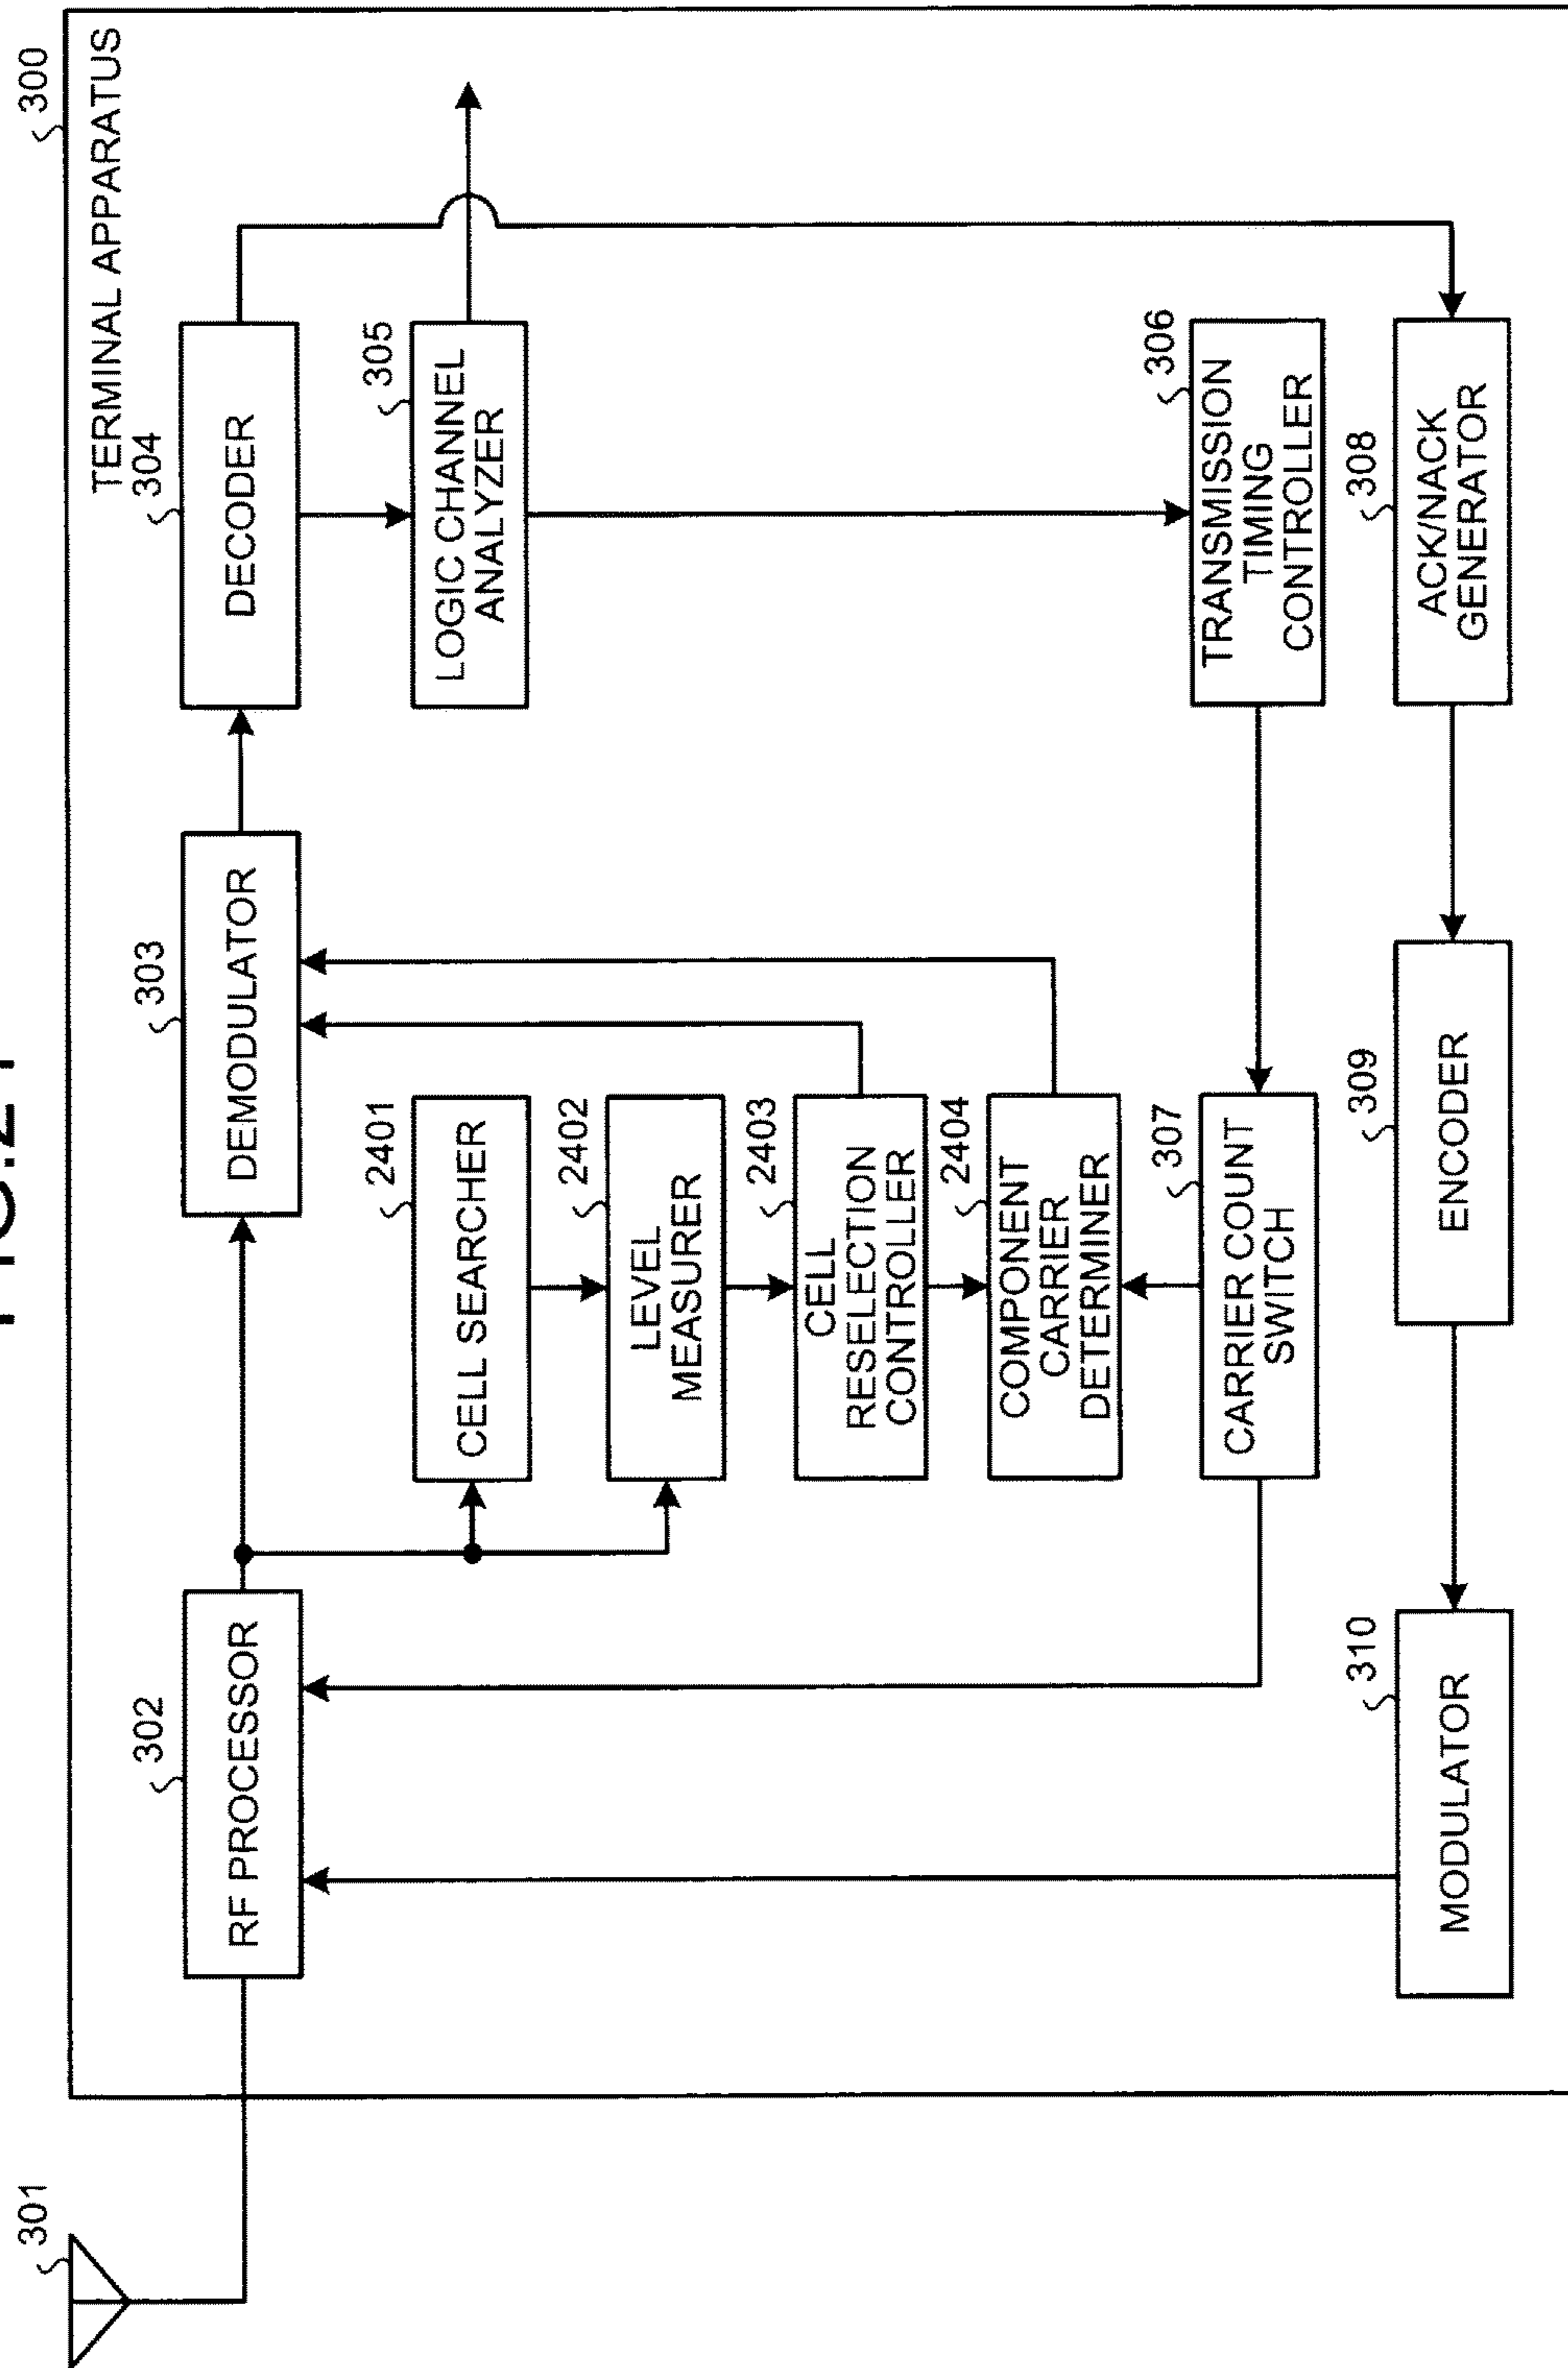 300
TERMINAL APPARATUS
301
302
RF PROCESSOR
303
DEMODULATOR
304
DECODER
305
LOGIC CHANNEL
ANALYZER
2401
CELL SEARCHER
2402
LEVEL
MEASURER
2403
CELL
RESELECTION
CONTROLLER
2404
COMPONENT
CARRIER
DETERMINER
306
TRANSMISSION
TIMING
CONTROLLER
307
CARRIER COUNT
SWITCH
308
ACK/NACK
GENERATOR
309
ENCODER
310
MODULATOR